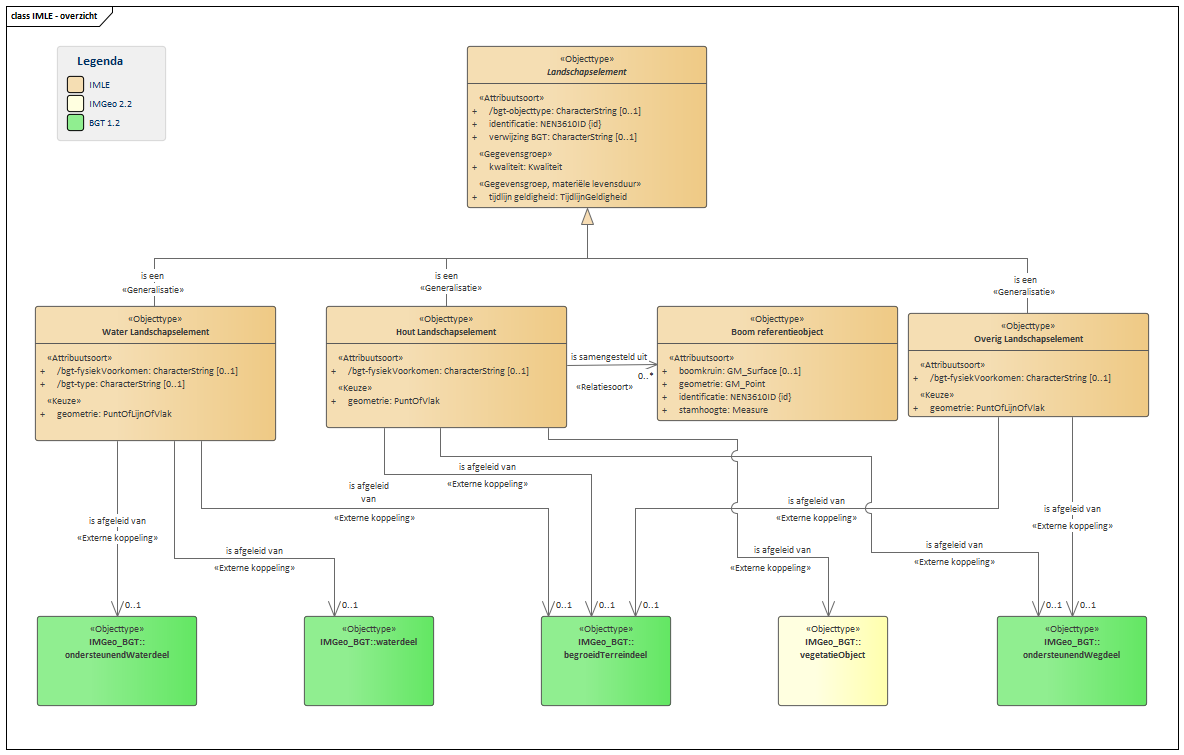 class IMLE - overzicht
Legenda
IMLE
IMGeo 2.2
BGT 1.2
«Objecttype»
Landschapselement
«Attribuutsoort»
+ /bgt-objecttype: CharacterString [0..1]
+ identificatie: NEN3610ID {id}
+ verwijzing BGT: CharacterString [0..1]
«Gegevensgroep»
+ kwaliteit: Kwaliteit
«Gegevensgroep, materiële levensduur»
+ tijdlijn geldigheid: TijdlijnGeldigheid
is een
«Generalisatie»
is een
«Generalisatie»
is een
«Generalisatie»
«Objecttype»
Water Landschapselement
«Attribuutsoort»
+ /bgt-fysiekVoorkomen: CharacterString [0..1]
+ /bgt-type: CharacterString [0..1]
«Keuze»
+ geometrie: PuntOfLijnOfVlak
«Objecttype»
Hout Landschapselement
«Attribuutsoort»
+ /bgt-fysiekVoorkomen: CharacterString [0..1]
«Keuze»
+ geometrie: PuntOfVlak
is samengesteld uit
0..*
«Relatiesoort»
«Objecttype»
Boom referentieobject
«Attribuutsoort»
+ boomkruin: GM_Surface [0..1]
+ geometrie: GM_Point
+ identificatie: NEN3610ID {id}
+ stamhoogte: Measure
«Objecttype»
Overig Landschapselement
«Attribuutsoort»
+ /bgt-fysiekVoorkomen: CharacterString [0..1]
«Keuze»
+ geometrie: PuntOfLijnOfVlak
is afgeleid van
«Externe koppeling»
is afgeleid
van
«Externe koppeling»
is afgeleid van
«Externe koppeling»
is afgeleid van
«Externe koppeling»
is afgeleid van
«Externe koppeling»
is afgeleid van
«Externe koppeling»
is afgeleid van
«Externe koppeling»
is afgeleid van
«Externe koppeling»
0..1
0..1
0..1
0..1
0..1
0..1
0..1
«Objecttype»
IMGeo_BGT::
ondersteunendWaterdeel
«Objecttype»
IMGeo_BGT::waterdeel
«Objecttype»
IMGeo_BGT::
begroeidTerreindeel
«Objecttype»
IMGeo_BGT::
vegetatieObject
«Objecttype»
IMGeo_BGT::
ondersteunendWegdeel